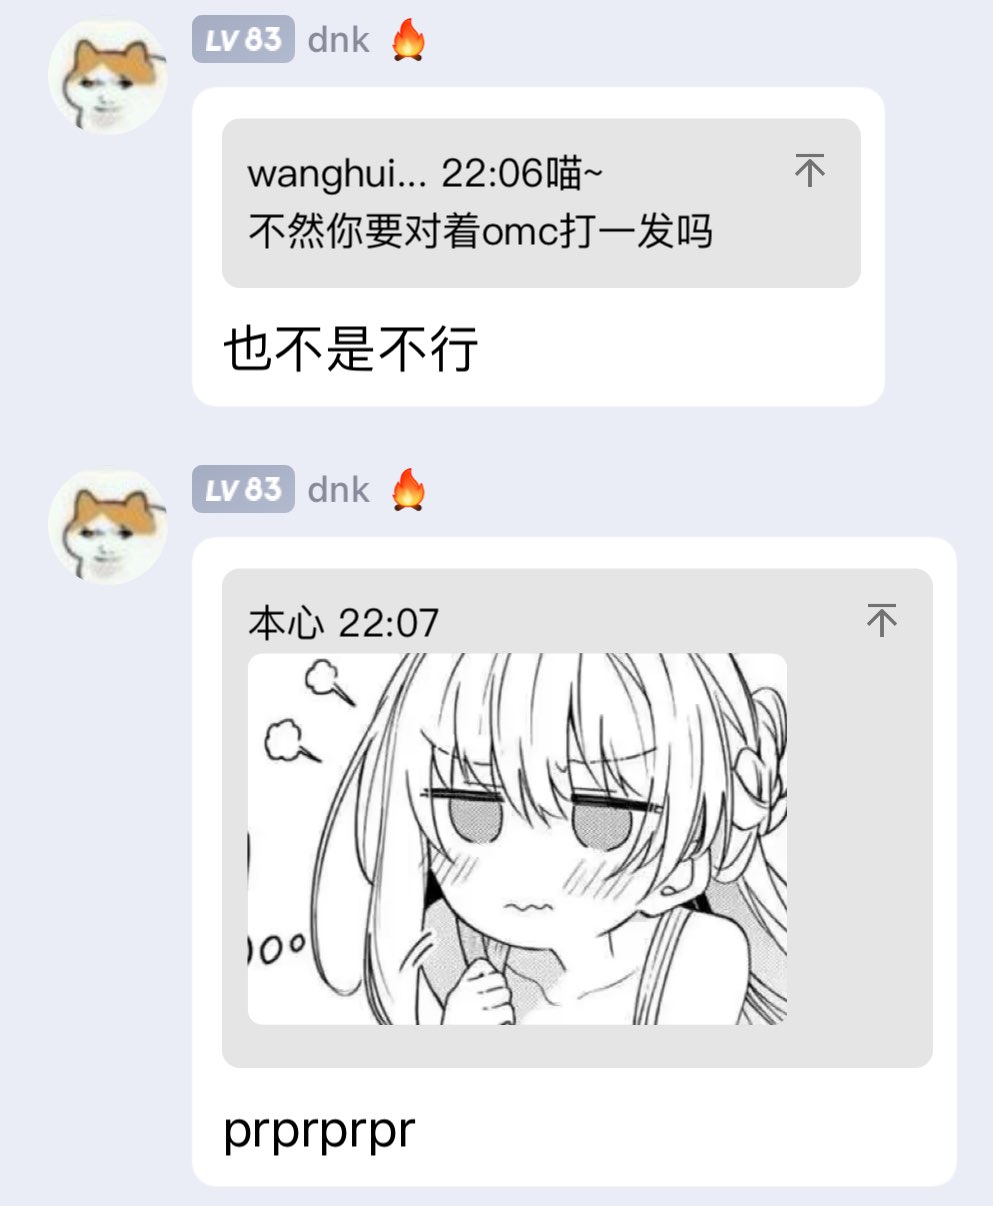 LV 83 dnk 🔥
wanghui... 22:06喵~
不然你要对着omc打一发吗
也不是不行
LV 83 dnk 🔥
本心 22:07
prprprpr